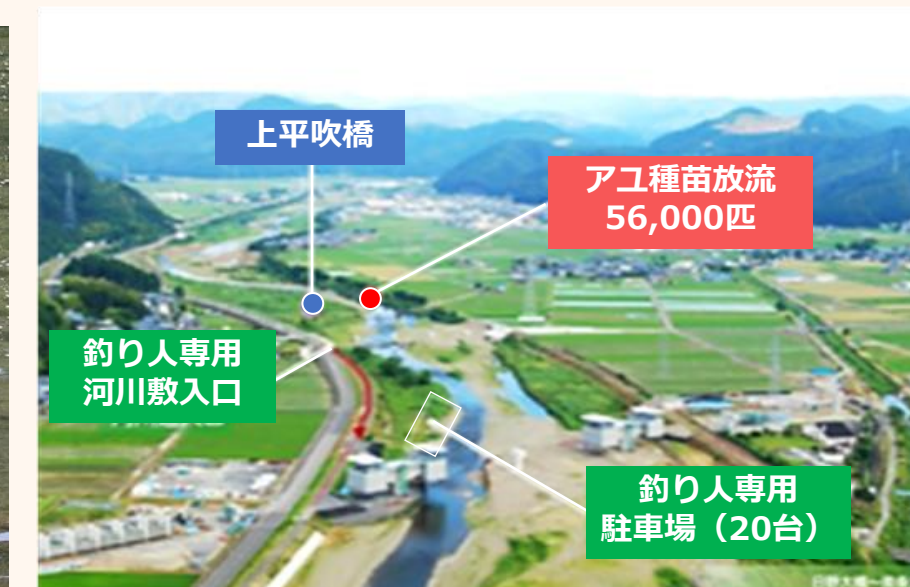 上平吹橋
アユ種苗放流
56,000匹
釣り人専用
河川敷入口
釣り人専用
駐車場（20台）